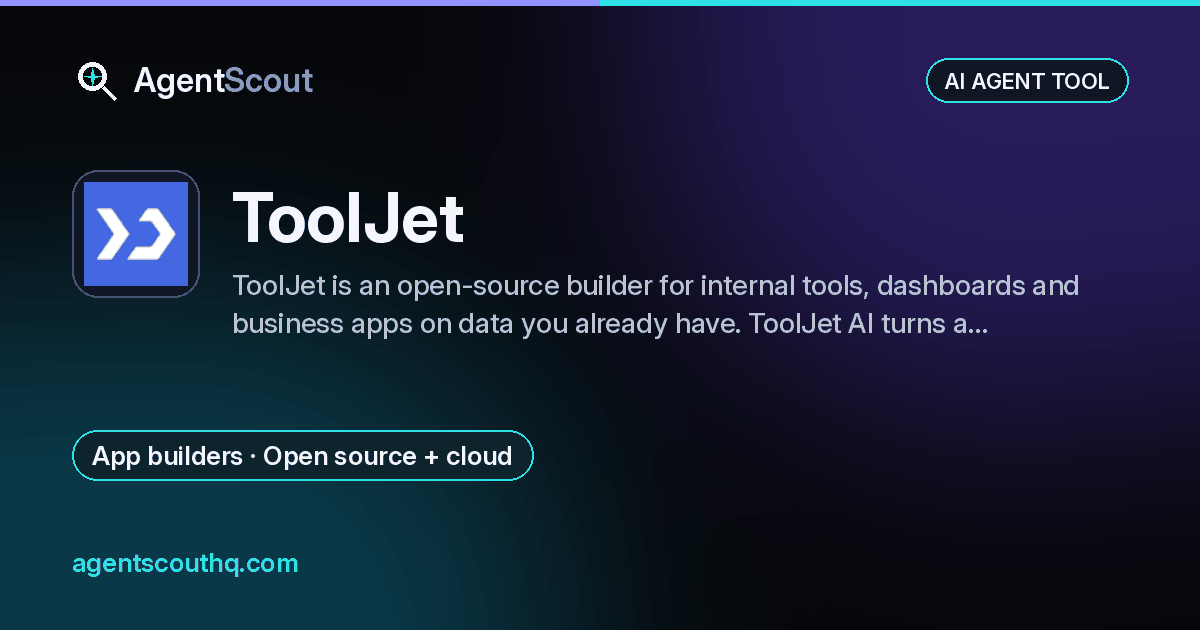 AgentScout
AI AGENT TOOL
ToolJet
ToolJet is an open-source builder for internal tools, dashboards and
business apps on data you already have. ToolJet AI turns a...
App builders · Open source + cloud
agentscouthq.com